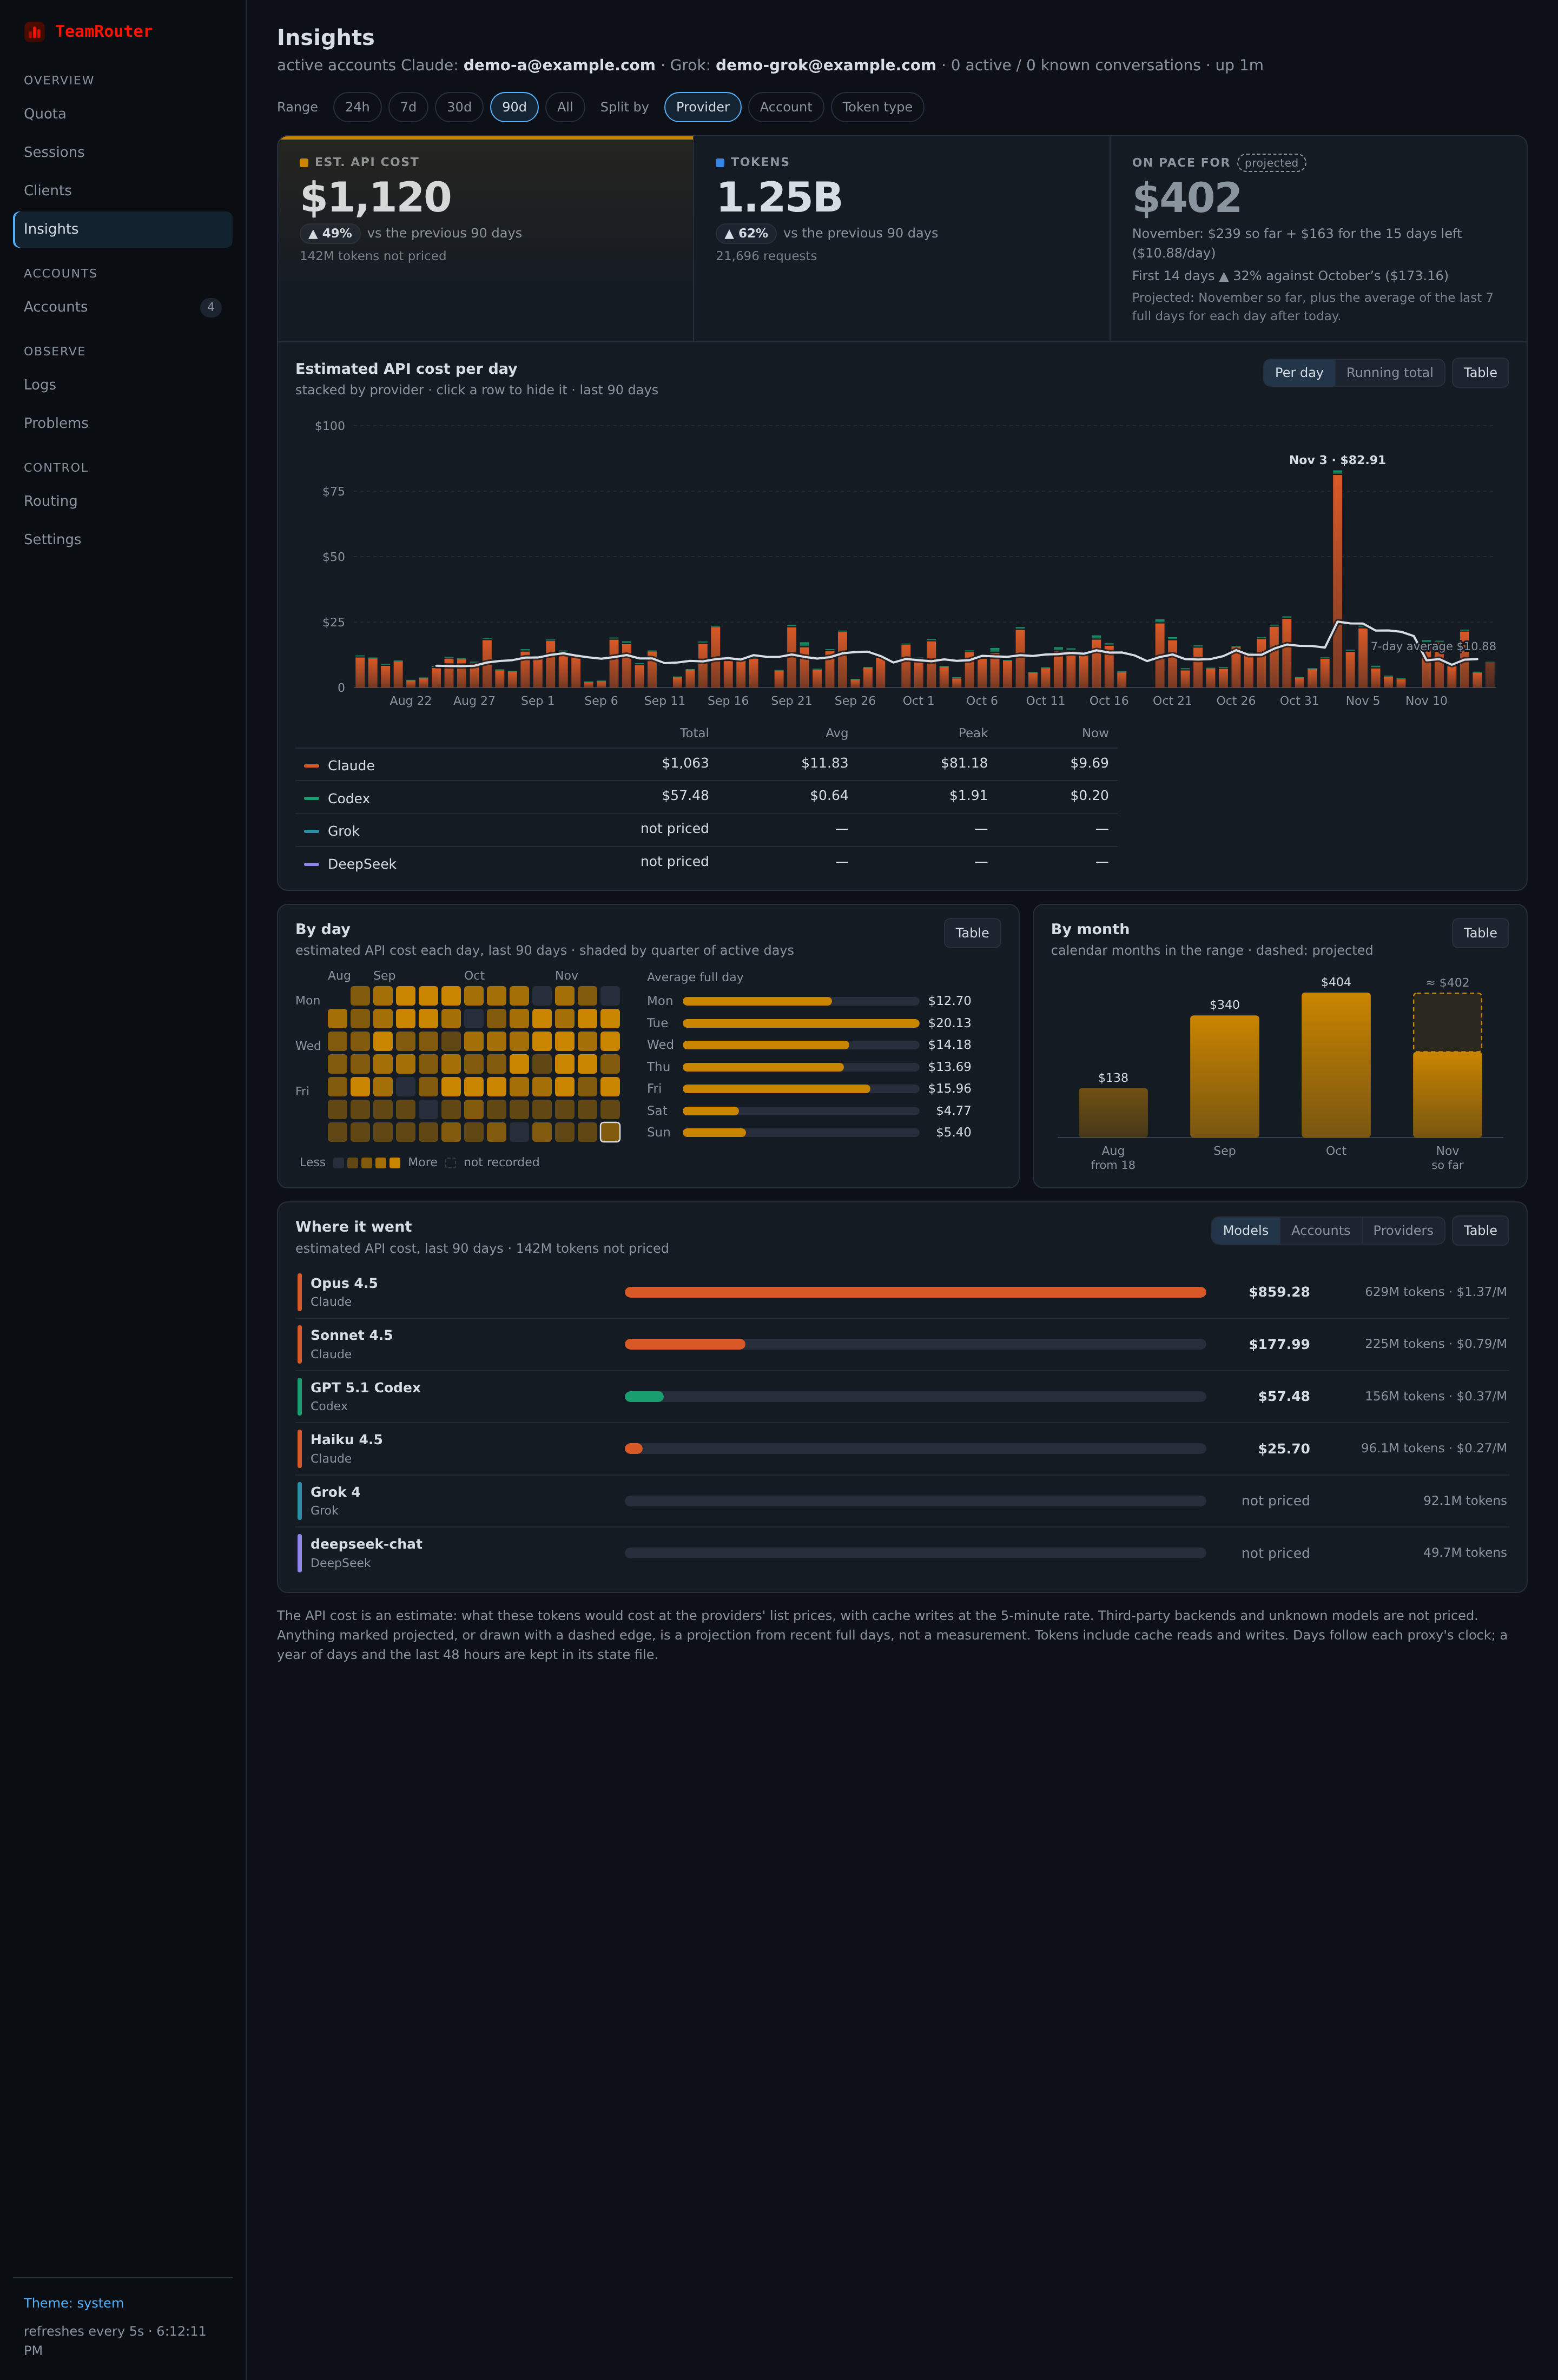 TeamRouter
OVERVIEW
Quota
Sessions
Clients
Insights
ACCOUNTS
Accounts 4
OBSERVE
Logs
Problems
CONTROL
Routing
Settings
Theme: system
refreshes every 5s · 6:12:11
PM
Insights
active accounts Claude: demo-a@example.com · Grok: demo-grok@example.com · 0 active / 0 known conversations · up 1m
Range 24h 7d 30d 90d All Split by Provider Account Token type
EST. API COST
$1,120
▲ 49% vs the previous 90 days
142M tokens not priced
TOKENS
1.25B
▲ 62% vs the previous 90 days
21,696 requests
ON PACE FOR projected
$402
November: $239 so far + $163 for the 15 days left
($10.88/day)
First 14 days ▲ 32% against October’s ($173.16)
Projected: November so far, plus the average of the last 7
full days for each day after today.
Estimated API cost per day
stacked by provider · click a row to hide it · last 90 days
Per day Running total Table
$100
$75
$50
$25
0
Nov 3 · $82.91
7-day average $10.88
Aug 22 Aug 27 Sep 1 Sep 6 Sep 11 Sep 16 Sep 21 Sep 26 Oct 1 Oct 6 Oct 11 Oct 16 Oct 21 Oct 26 Oct 31 Nov 5 Nov 10
Total Avg Peak Now
Claude $1,063 $11.83 $81.18 $9.69
Codex $57.48 $0.64 $1.91 $0.20
Grok not priced — — —
DeepSeek not priced — — —
By day
estimated API cost each day, last 90 days · shaded by quarter of active days
Table
Aug Sep Oct Nov
Mon
Wed
Fri
Less More not recorded
Average full day
Mon $12.70
Tue $20.13
Wed $14.18
Thu $13.69
Fri $15.96
Sat $4.77
Sun $5.40
By month
calendar months in the range · dashed: projected
Table
$138
$340
$404
≈ $402
Aug Sep Oct Nov
from 18 so far
Where it went
estimated API cost, last 90 days · 142M tokens not priced
Models Accounts Providers Table
Opus 4.5
Claude
$859.28 629M tokens · $1.37/M
Sonnet 4.5
Claude
$177.99 225M tokens · $0.79/M
GPT 5.1 Codex
Codex
$57.48 156M tokens · $0.37/M
Haiku 4.5
Claude
$25.70 96.1M tokens · $0.27/M
Grok 4
Grok
not priced 92.1M tokens
deepseek-chat
DeepSeek
not priced 49.7M tokens
The API cost is an estimate: what these tokens would cost at the providers' list prices, with cache writes at the 5-minute rate. Third-party backends and unknown models are not priced.
Anything marked projected, or drawn with a dashed edge, is a projection from recent full days, not a measurement. Tokens include cache reads and writes. Days follow each proxy's clock; a
year of days and the last 48 hours are kept in its state file.